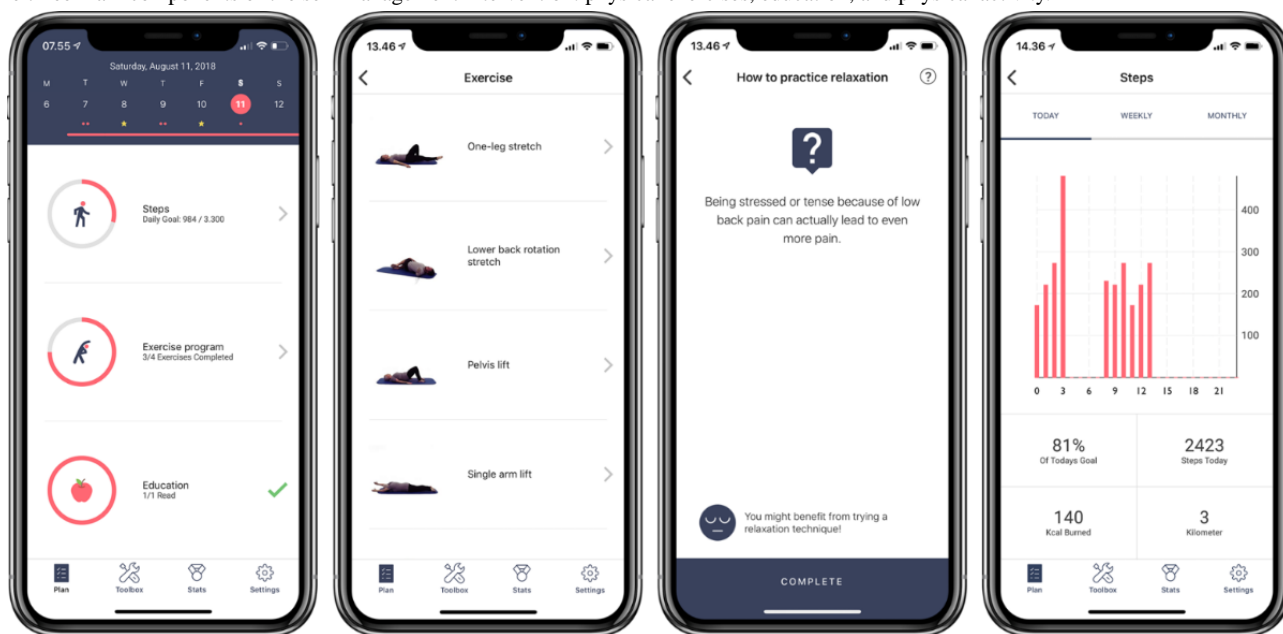 07.55
Saturday, August 11, 2018
M T W T F S S
6 7 8 9 10 11 12
Steps
Daily Goal: 984 / 3.300
Exercise program
3/4 Exercises Completed
Education
1/1 Read
Plan Toolbox Stats Settings
13.46
Exercise
One-leg stretch
Lower back rotation
stretch
Pelvis lift
Single arm lift
Plan Toolbox Stats Settings
13.46
How to practice relaxation ?
?
Being stressed or tense because of low
back pain can actually lead to even
more pain.
You might benefit from trying a
relaxation technique!
COMPLETE
14.36
Steps
TODAY WEEKLY MONTHLY
400
300
200
100
0 3 6 9 12 15 18 21
81%
Of Todays Goal
2423
Steps Today
140
Kcal Burned
3
Kilometer
Plan Toolbox Stats Settings